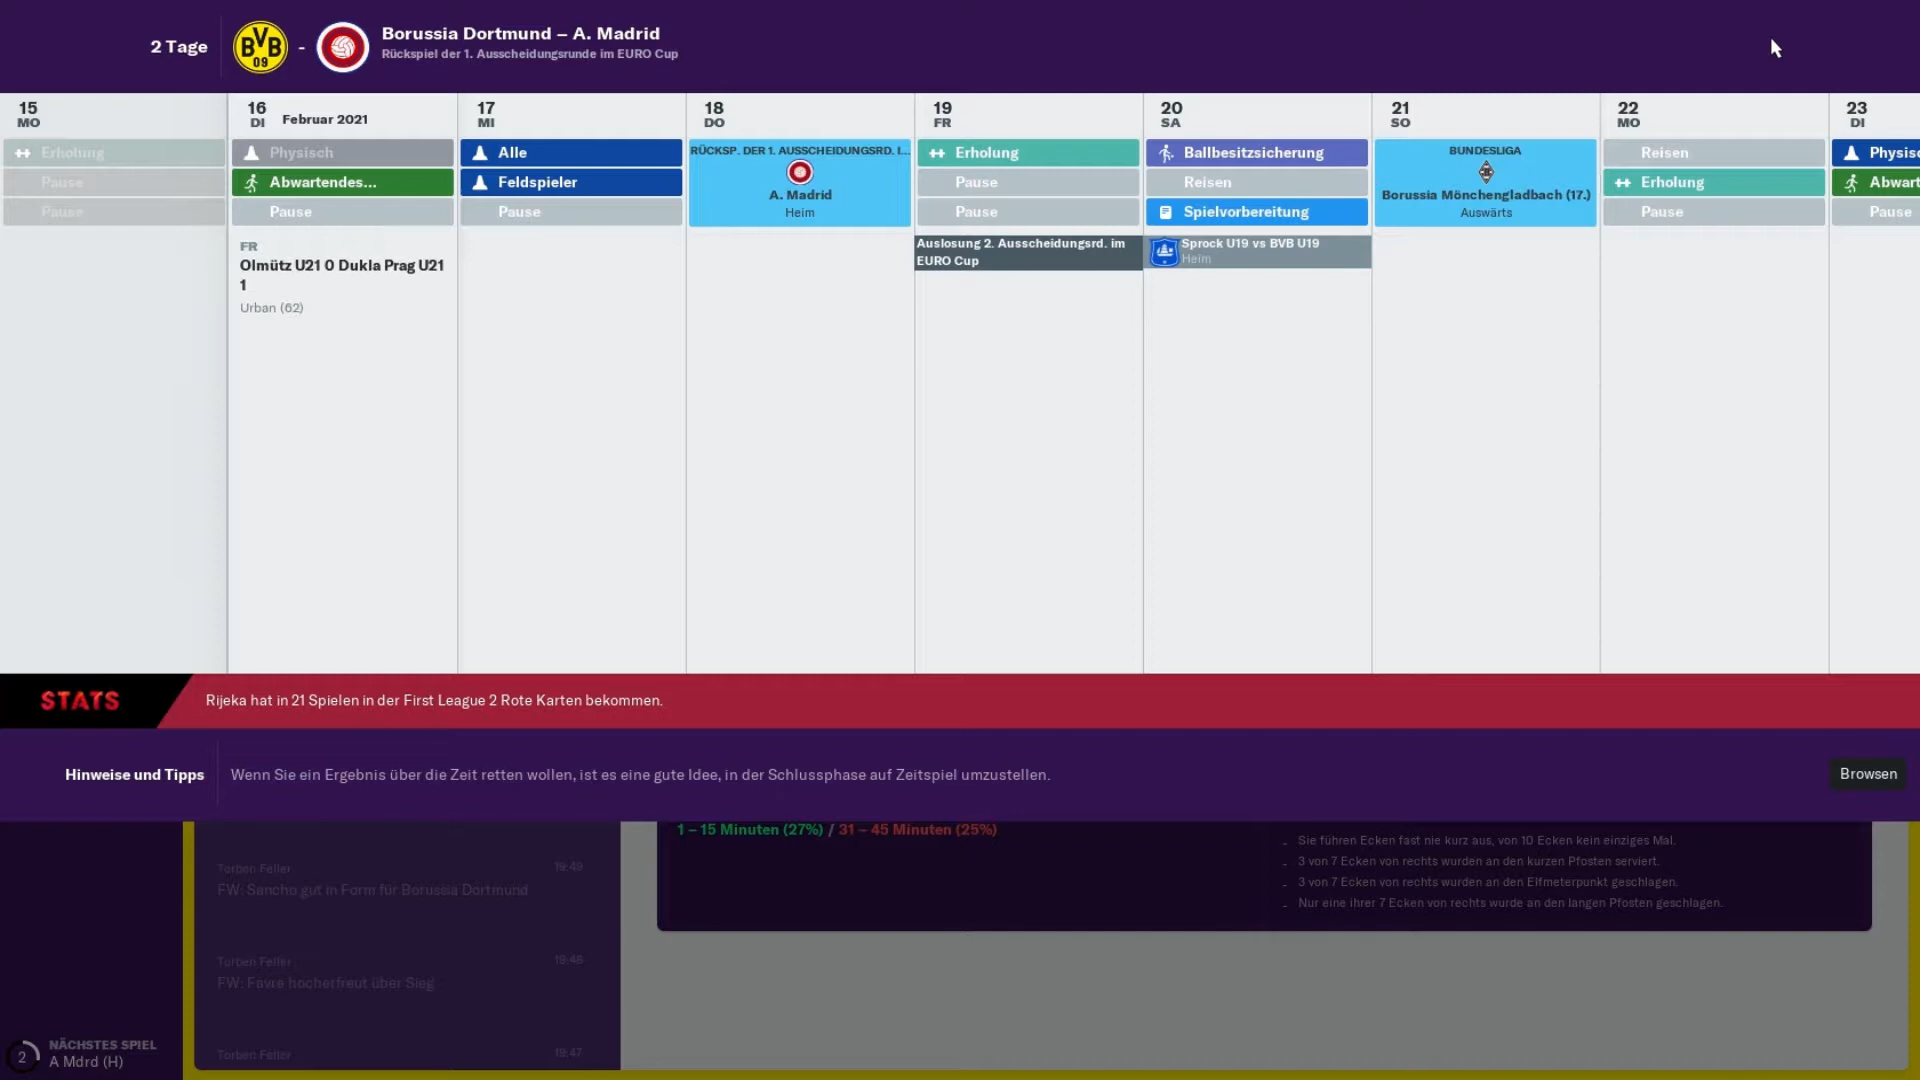 2 Tage
BVB 09
-
Borussia Dortmund – A. Madrid
Rückspiel der 1. Ausscheidungsrunde im EURO Cup
15 MO
16 DI Februar 2021
17 MI
18 DO
19 FR
20 SA
21 SO
22 MO
23 DI
Erholung
Pause
Pause
Physisch
Abwartendes...
Pause
FR
Olmütz U21 0 Dukla Prag U21
1
Urban (62)
Alle
Feldspieler
Pause
RÜCKSP. DER 1. AUSSCHEIDUNGSRD. I...
A. Madrid
Heim
Erholung
Pause
Pause
Auslosung 2. Ausscheidungsrd. im
EURO Cup
Ballbesitzsicherung
Reisen
Spielvorbereitung
Sprock U19 vs BVB U19
Heim
BUNDESLIGA
Borussia Mönchengladbach (17.)
Auswärts
Reisen
Erholung
Pause
Physisc
Abwart
Pause
STATS
Rijeka hat in 21 Spielen in der First League 2 Rote Karten bekommen.
Hinweise und Tipps
Wenn Sie ein Ergebnis über die Zeit retten wollen, ist es eine gute Idee, in der Schlussphase auf Zeitspiel umzustellen.
Browsen
1 – 15 Minuten (27%) / 31 – 45 Minuten (25%)
- Sie führen Ecken fast nie kurz aus, von 10 Ecken kein einziges Mal.
- 3 von 7 Ecken von rechts wurden an den kurzen Pfosten serviert.
- 3 von 7 Ecken von rechts wurden an den Elfmeterpunkt geschlagen.
- Nur eine ihrer 7 Ecken von rechts wurde an den langen Pfosten geschlagen.
Torben Feller 19:49
FW: Sancho gut in Form für Borussia Dortmund
Torben Feller 19:48
FW: Favre hocherfreut über Sieg
Torben Feller 19:47
2
NÄCHSTES SPIEL
A Mdrd (H)